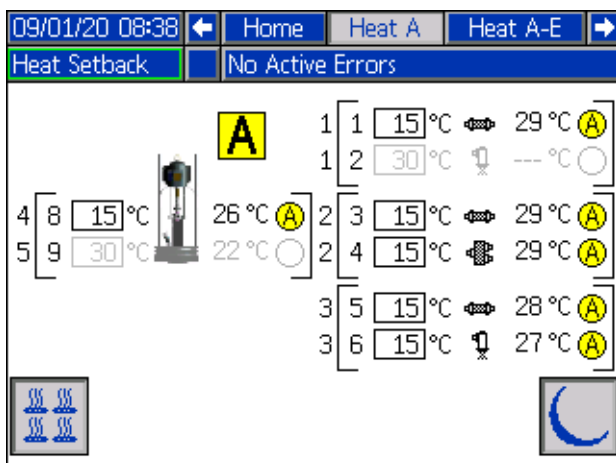 09/01/20 08:38 Home Heat A Heat A-E
Heat Setback No Active Errors
A
1 1 15 °C 29 °C A
1 2 30 °C --- °C
4 8 15 °C 26 °C A 2 3 15 °C 29 °C A
5 9 30 °C 22 °C 2 4 15 °C 29 °C A
3 5 15 °C 28 °C A
3 6 15 °C 27 °C A